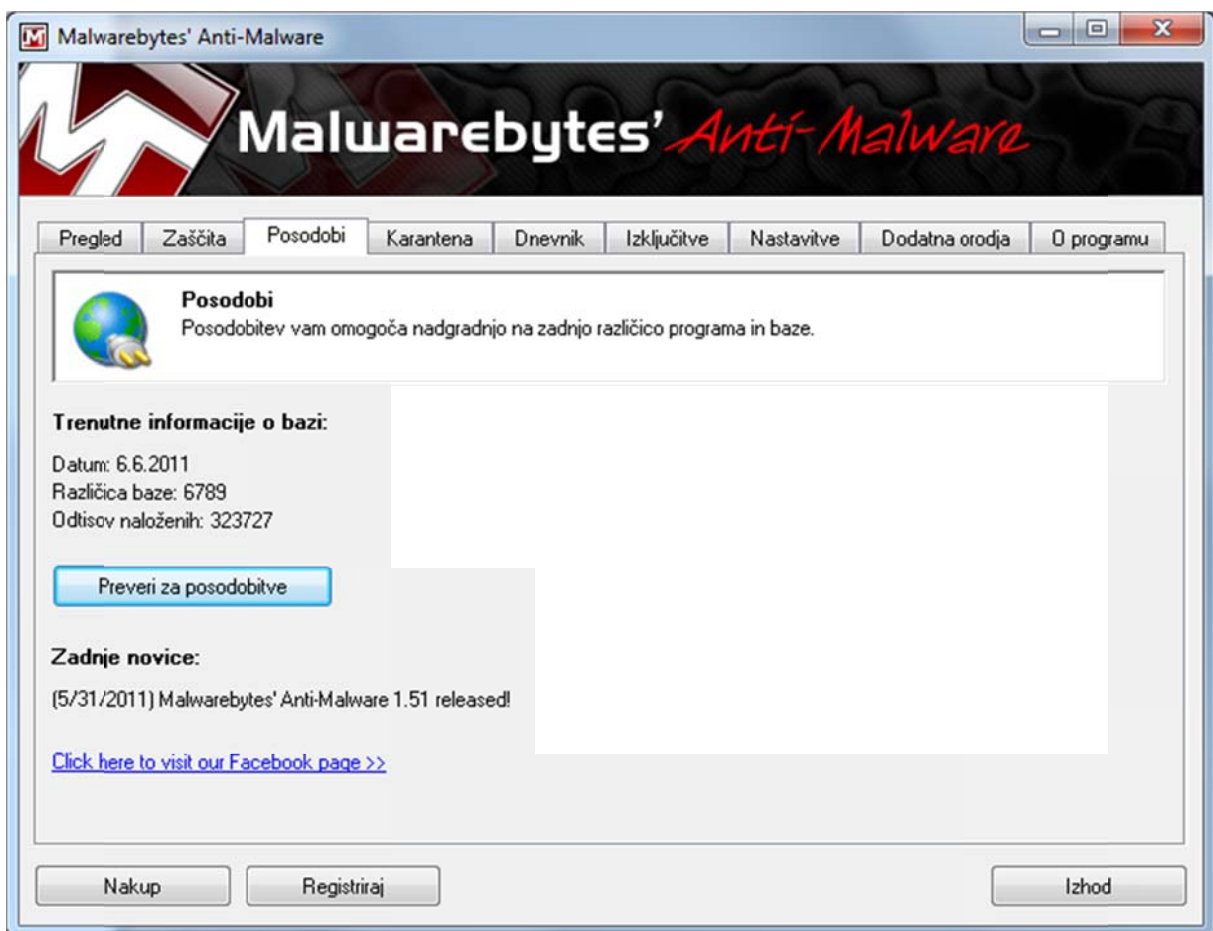 Malwarebytes' Anti-Malware
Malwarebytes' Anti-Malware
Pregled Zaščita Posodobi Karantena Dnevnik Izključitve Nastavitve Dodatna orodja O programu
Posodobi
Posodobitev vam omogoča nadgradnjo na zadnjo različico programa in baze.
Trenutne informacije o bazi:
Datum: 6.6.2011
Različica baze: 6789
Odtisov naloženih: 323727
Preveri za posodobitve
Zadnje novice:
(5/31/2011) Malwarebytes' Anti-Malware 1.51 released!
Click here to visit our Facebook page >>
Nakup Registriraj Izhod